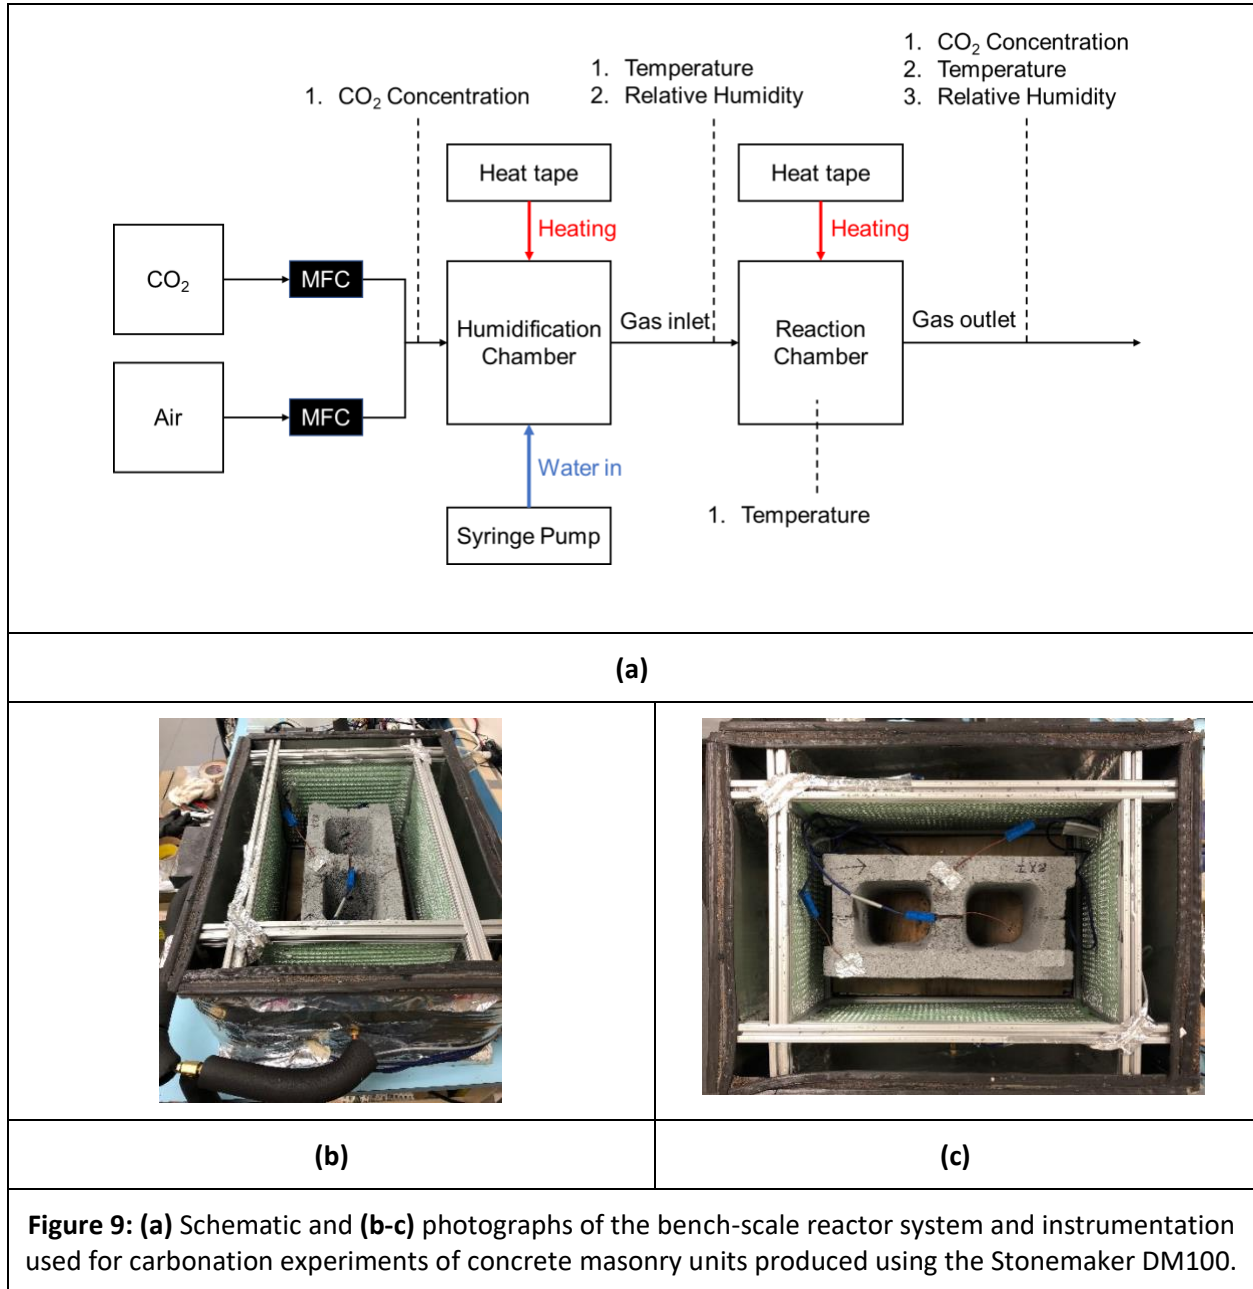 1. CO₂ Concentration
2. Temperature
3. Relative Humidity
1. Temperature
2. Relative Humidity
1. CO₂ Concentration
Heat tape
Heat tape
Heating
Heating
CO₂
MFC
Humidification
Chamber
Gas inlet
Reaction
Chamber
Gas outlet
Air
MFC
Water in
Syringe Pump
1. Temperature
(a)
(b)
(c)
Figure 9: (a) Schematic and (b-c) photographs of the bench-scale reactor system and instrumentation
used for carbonation experiments of concrete masonry units produced using the Stonemaker DM100.